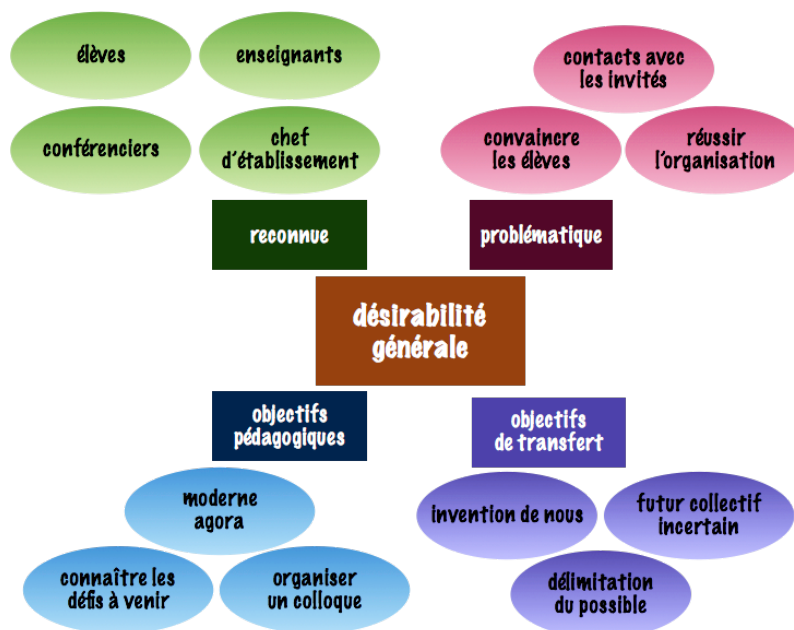 élèves
enseignants
conférenciers
chef
d'établissement
contacts avec
les invités
convaincre
les élèves
réussir
l'organisation
reconnue
problématique
désirabilité
générale
objectifs
pédagogiques
objectifs
de transfert
moderne
agora
connaître les
défis à venir
organiser
un colloque
invention de nous
futur collectif
incertain
délimitation
du possible